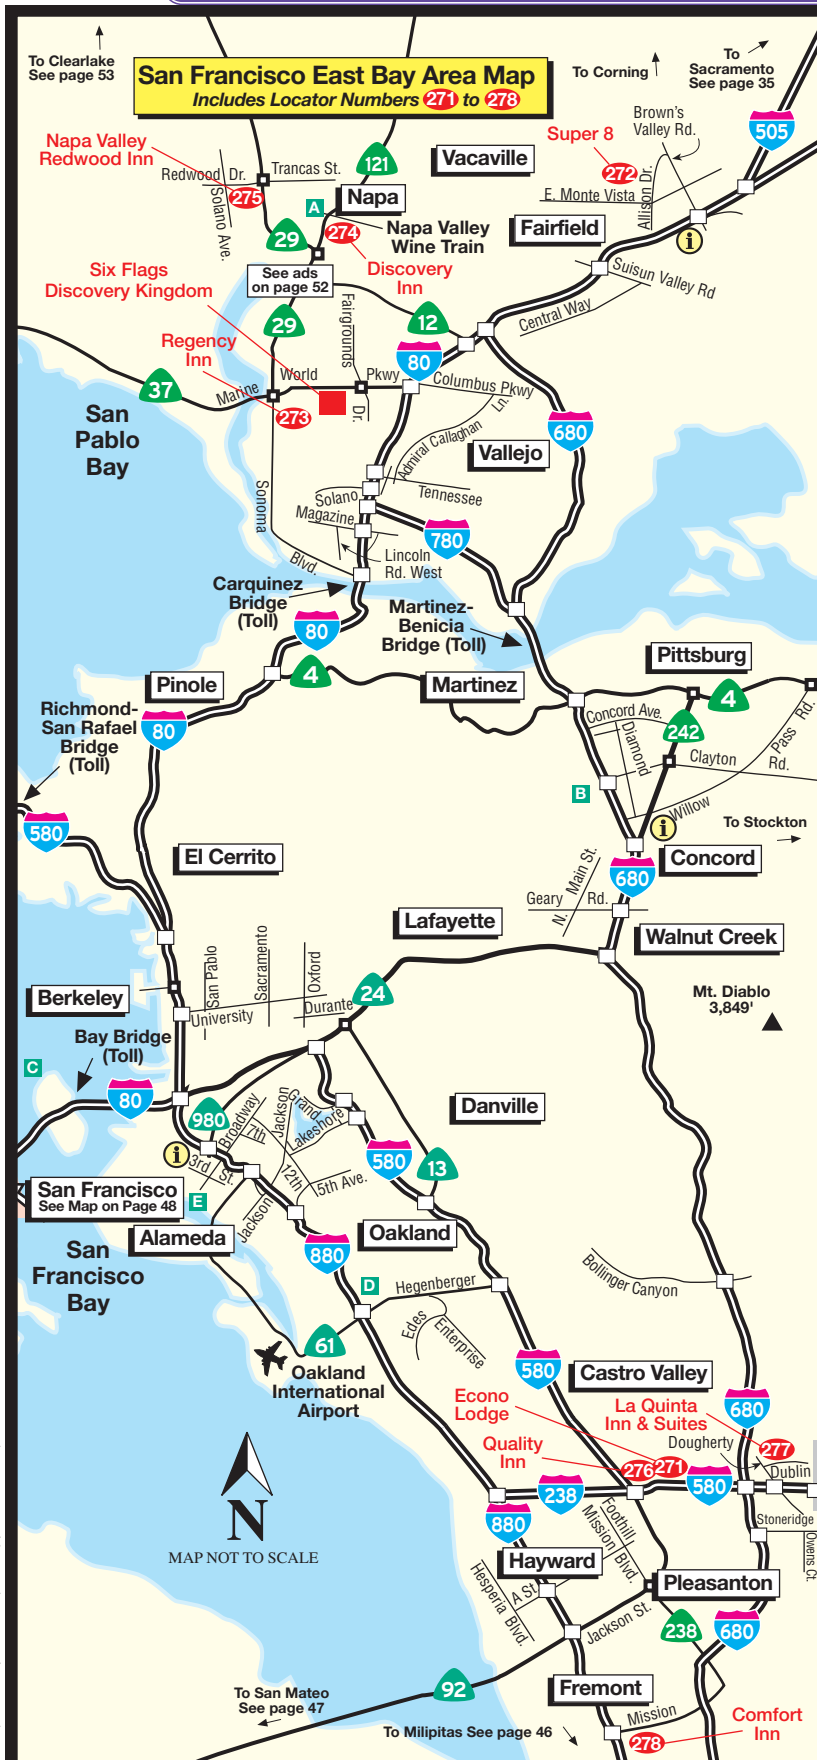 To Clearlake
See page 53
San Francisco East Bay Area Map
Includes Locator Numbers 271 to 278
To Corning
To
Sacramento
See page 35
505
Napa Valley
Redwood Inn
Redwood Dr.
Trancas St.
275
Solano Ave.
121
Vacaville
Super 8
272
Brown's
Valley Rd.
E. Monte Vista
Allison Dr.
A
Napa
274
Napa Valley
Wine Train
Fairfield
i
29
See ads
on page 52
Discovery
Inn
Suisun Valley Rd
Six Flags
Discovery Kingdom
29
Fairgrounds
Dr.
12
Central Way
Regency
Inn
80
37
Marine
World
Pkwy
Columbus Pkwy
273
San
Pablo
Bay
Admiral Callaghan
Ln.
680
Vallejo
Solano
Tennessee
Sonoma
Blvd.
Magazine
780
Lincoln
Rd. West
Carquinez
Bridge
(Toll)
Martinez-
Benicia
Bridge (Toll)
80
Pittsburg
Pinole
4
Martinez
4
Richmond-
San Rafael
Bridge
(Toll)
80
Concord Ave.
242
Diamond
Clayton
Rd.
Pass
Rd.
B
Willow
i
To Stockton
580
El Cerrito
Concord
680
Geary
Rd.
N.
Main St.
Lafayette
Walnut Creek
San Pablo
Sacramento
Oxford
Berkeley
24
University
Durante
Mt. Diablo
3,849'
Bay Bridge
(Toll)
C
80
980
Broadway
7th
Jackson
Grand
Lakeshore
Danville
i
3rd
St.
580
13
San Francisco
See Map on Page 48
E
12th
5th Ave.
Jackson
Alameda
Oakland
San
Francisco
Bay
880
D
Hegenberger
Bollinger Canyon
Edes
Enterprise
61
Oakland
International
Airport
580
Castro Valley
Econo
Lodge
La Quinta
Inn & Suites
680
Quality
Inn
Dougherty
277
276
271
Dublin
238
580
N
MAP NOT TO SCALE
880
Foothill
Mission Blvd.
Stoneridge
Owens Ct.
Hayward
Hesperia Blvd.
A St.
Pleasanton
Jackson St.
238
680
92
Fremont
To San Mateo
See page 47
Mission
Comfort
Inn
To Milipitas See page 46
278